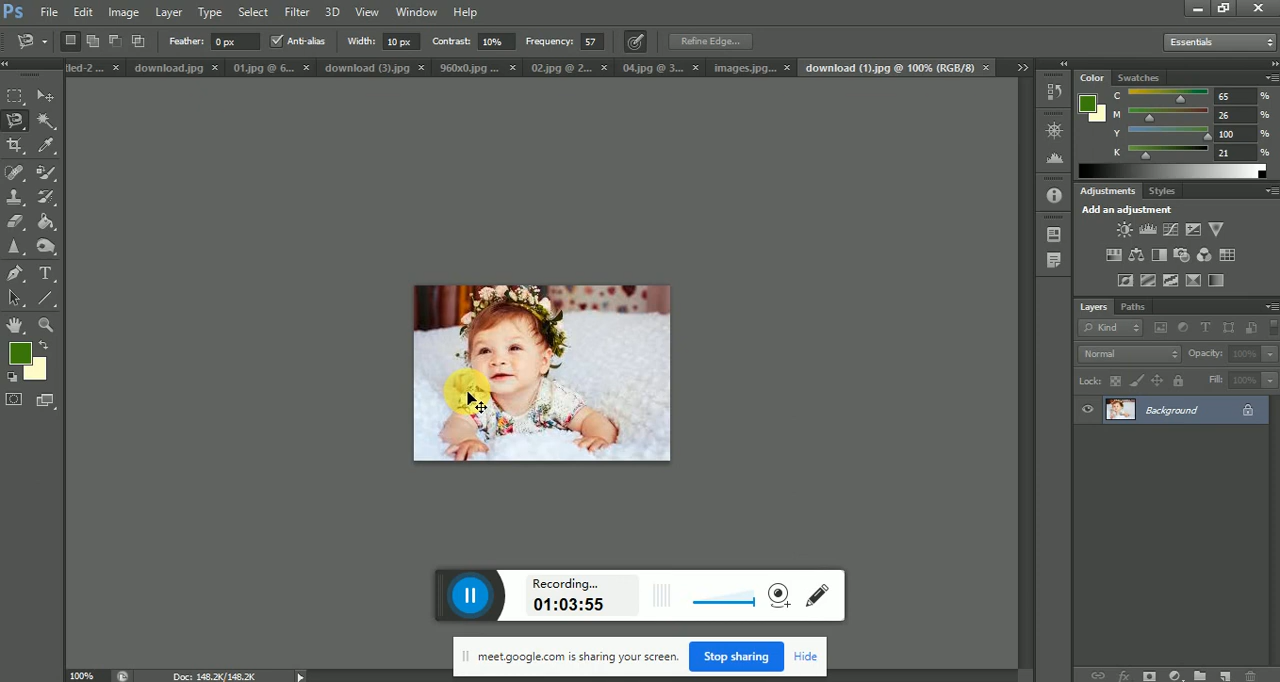 Ps File Edit Image Layer Type Select Filter 3D View Window Help
Feather: 0 px Anti-alias Width: 10 px Contrast: 10% Frequency: 57 Refine Edge... Essentials
tled-2 ... × download.jpg × 01.jpg @ 6... × download (3).jpg × 960x0.jpg ... × 02.jpg @ 2... × 04.jpg @ 3... × images.jpg... × download (1).jpg @ 100% (RGB/8) × >>
Color Swatches
C 65 %
M 26 %
Y 100 %
K 21 %
Adjustments Styles
Add an adjustment
Layers Paths
Kind
Normal Opacity: 100%
Lock: Fill: 100%
Background
Recording...
01:03:55
meet.google.com is sharing your screen. Stop sharing Hide
100% Doc: 148.2K/148.2K